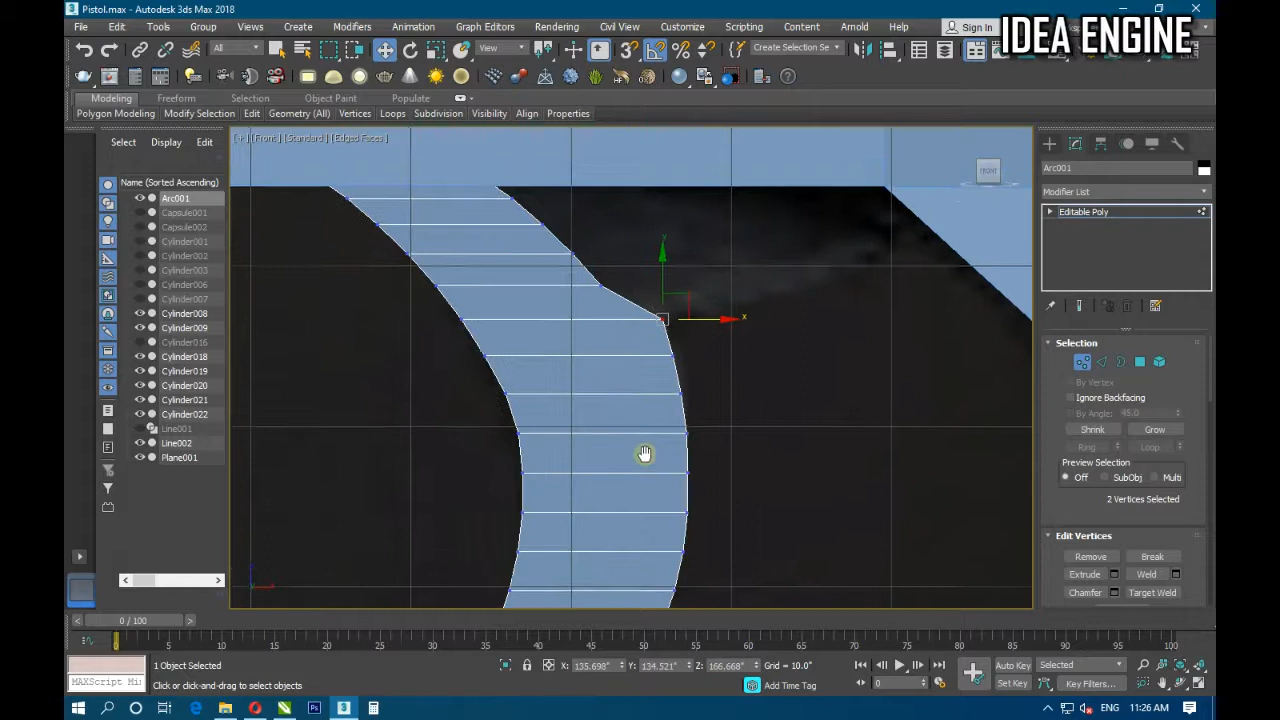 Pistol.max - Autodesk 3ds Max 2018
IDEA ENGINE
File Edit Tools Group Views Create Modifiers Animation Graph Editors Rendering Civil View Customize Scripting Content Arnold Help Sign In
All View Create Selection Se
Modeling Freeform Selection Object Paint Populate
Polygon Modeling Modify Selection Edit Geometry (All) Vertices Loops Subdivision Visibility Align Properties
[+] [Front] [Standard] [Edged Faces]
Select Display Edit
FRONT
Name (Sorted Ascending)
Arc001
Capsule001
Capsule002
Cylinder001
Cylinder002
Cylinder003
Cylinder006
Cylinder007
Cylinder008
Cylinder009
Cylinder016
Cylinder018
Cylinder019
Cylinder020
Cylinder021
Cylinder022
Line001
Line002
Plane001
y
x
Arc001
Modifier List
Editable Poly
Selection
By Vertex
Ignore Backfacing
By Angle: 45.0
Shrink Grow
Ring Loop
Preview Selection
Off SubObj Multi
2 Vertices Selected
Edit Vertices
Remove Break
Extrude Weld
Chamfer Target Weld
0 / 100
0 5 10 15 20 25 30 35 40 45 50 55 60 65 70 75 80 85 90 95 100
1 Object Selected X: 135.698" Y: 134.521" Z: 166.668" Grid = 10.0" Auto Key Selected
MAXScript Mi Click or click-and-drag to select objects Add Time Tag 0 Set Key Key Filters...
ENG 11:26 AM